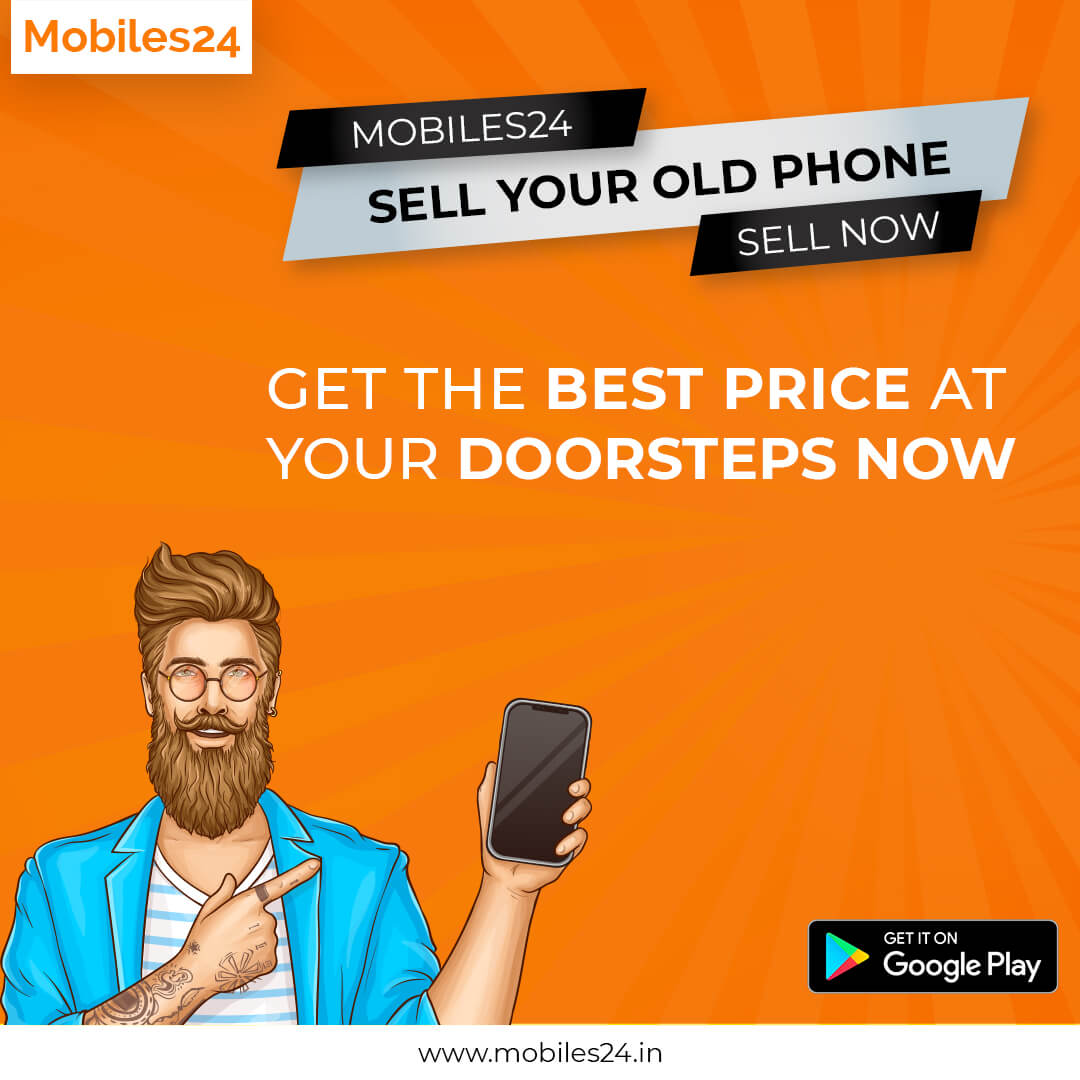 Mobiles24
MOBILES24
SELL YOUR OLD PHONE
SELL NOW
GET THE BEST PRICE AT
YOUR DOORSTEPS NOW
GET IT ON
Google Play
www.mobiles24.in